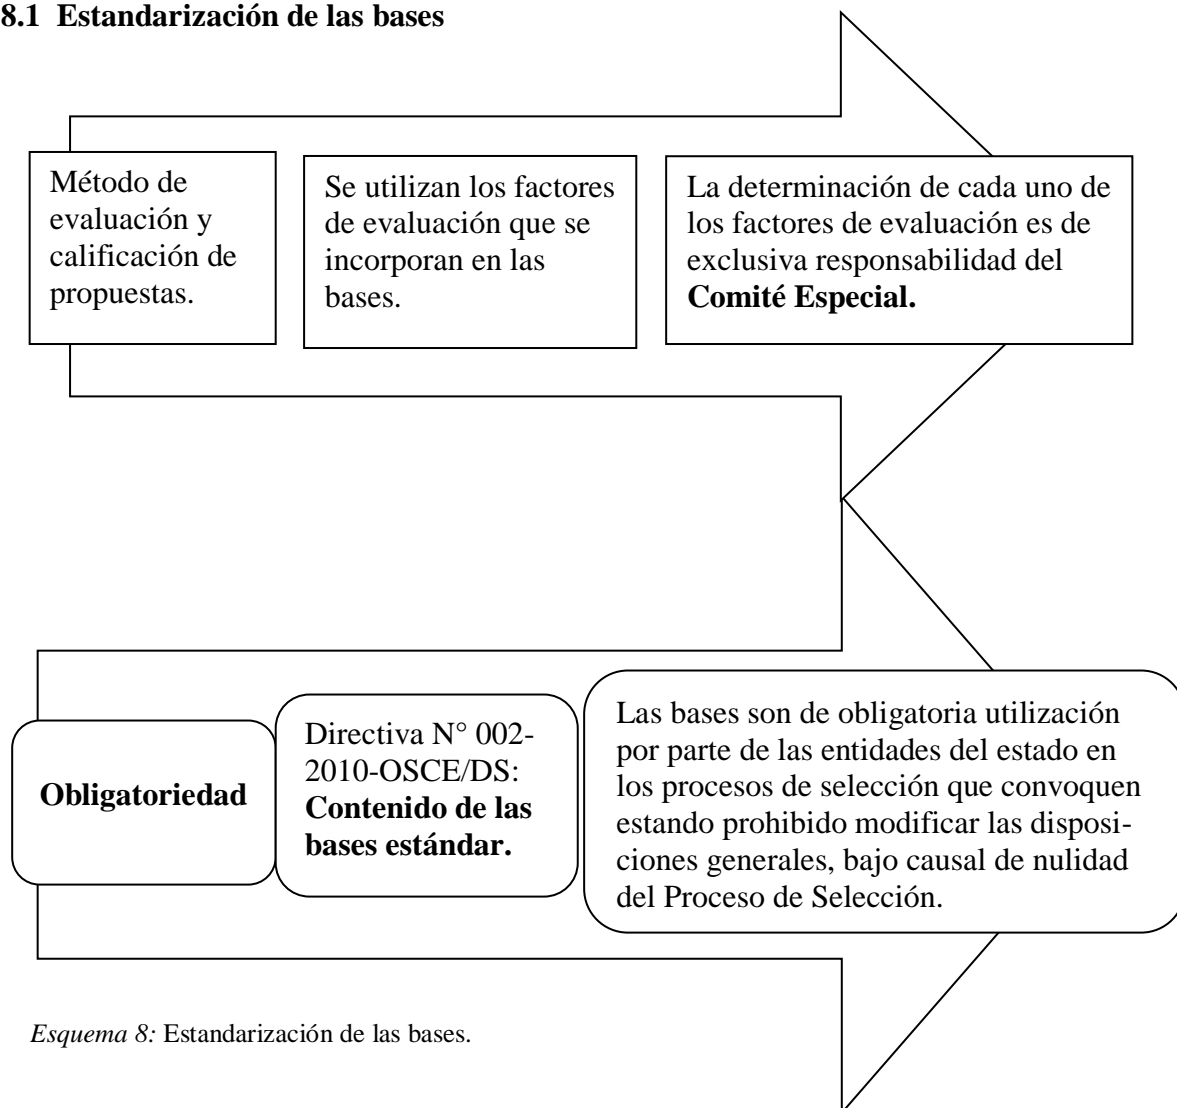 8.1 Estandarización de las bases
Método de
evaluación y
calificación de
propuestas.
Se utilizan los factores
de evaluación que se
incorporan en las
bases.
La determinación de cada uno de
los factores de evaluación es de
exclusiva responsabilidad del
Comité Especial.
Obligatoriedad
Directiva N° 002-
2010-OSCE/DS:
Contenido de las
bases estándar.
Las bases son de obligatoria utilización
por parte de las entidades del estado en
los procesos de selección que convoquen
estando prohibido modificar las disposi-
ciones generales, bajo causal de nulidad
del Proceso de Selección.
Esquema 8: Estandarización de las bases.